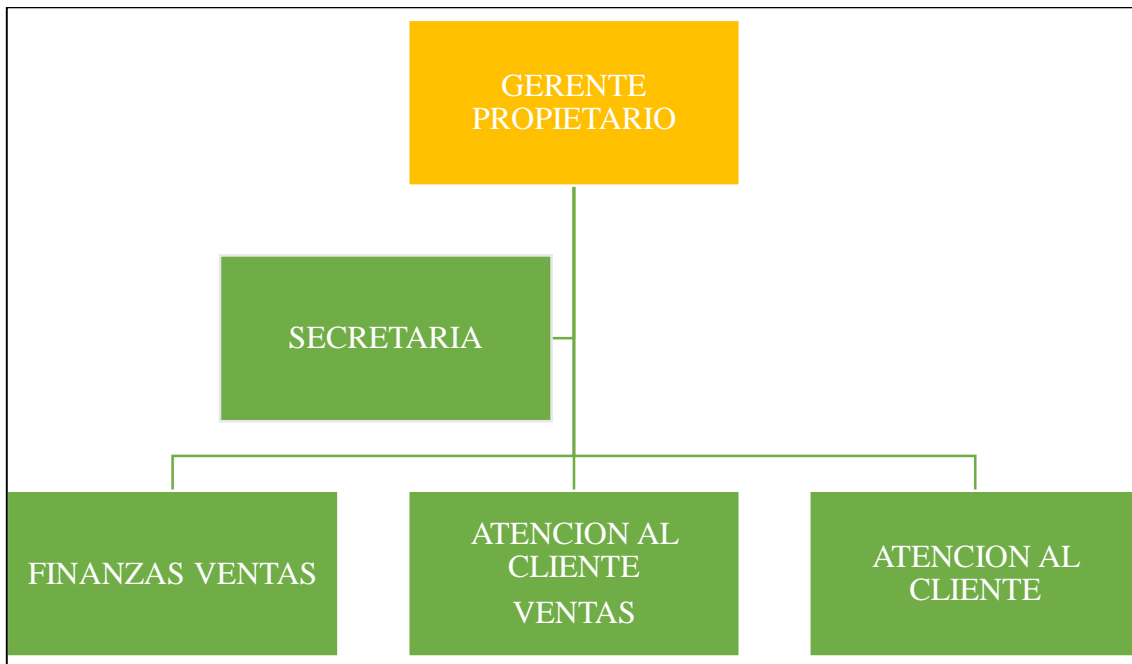 GERENTE
PROPIETARIO
SECRETARIA
FINANZAS VENTAS
ATENCION AL
CLIENTE
VENTAS
ATENCION AL
CLIENTE